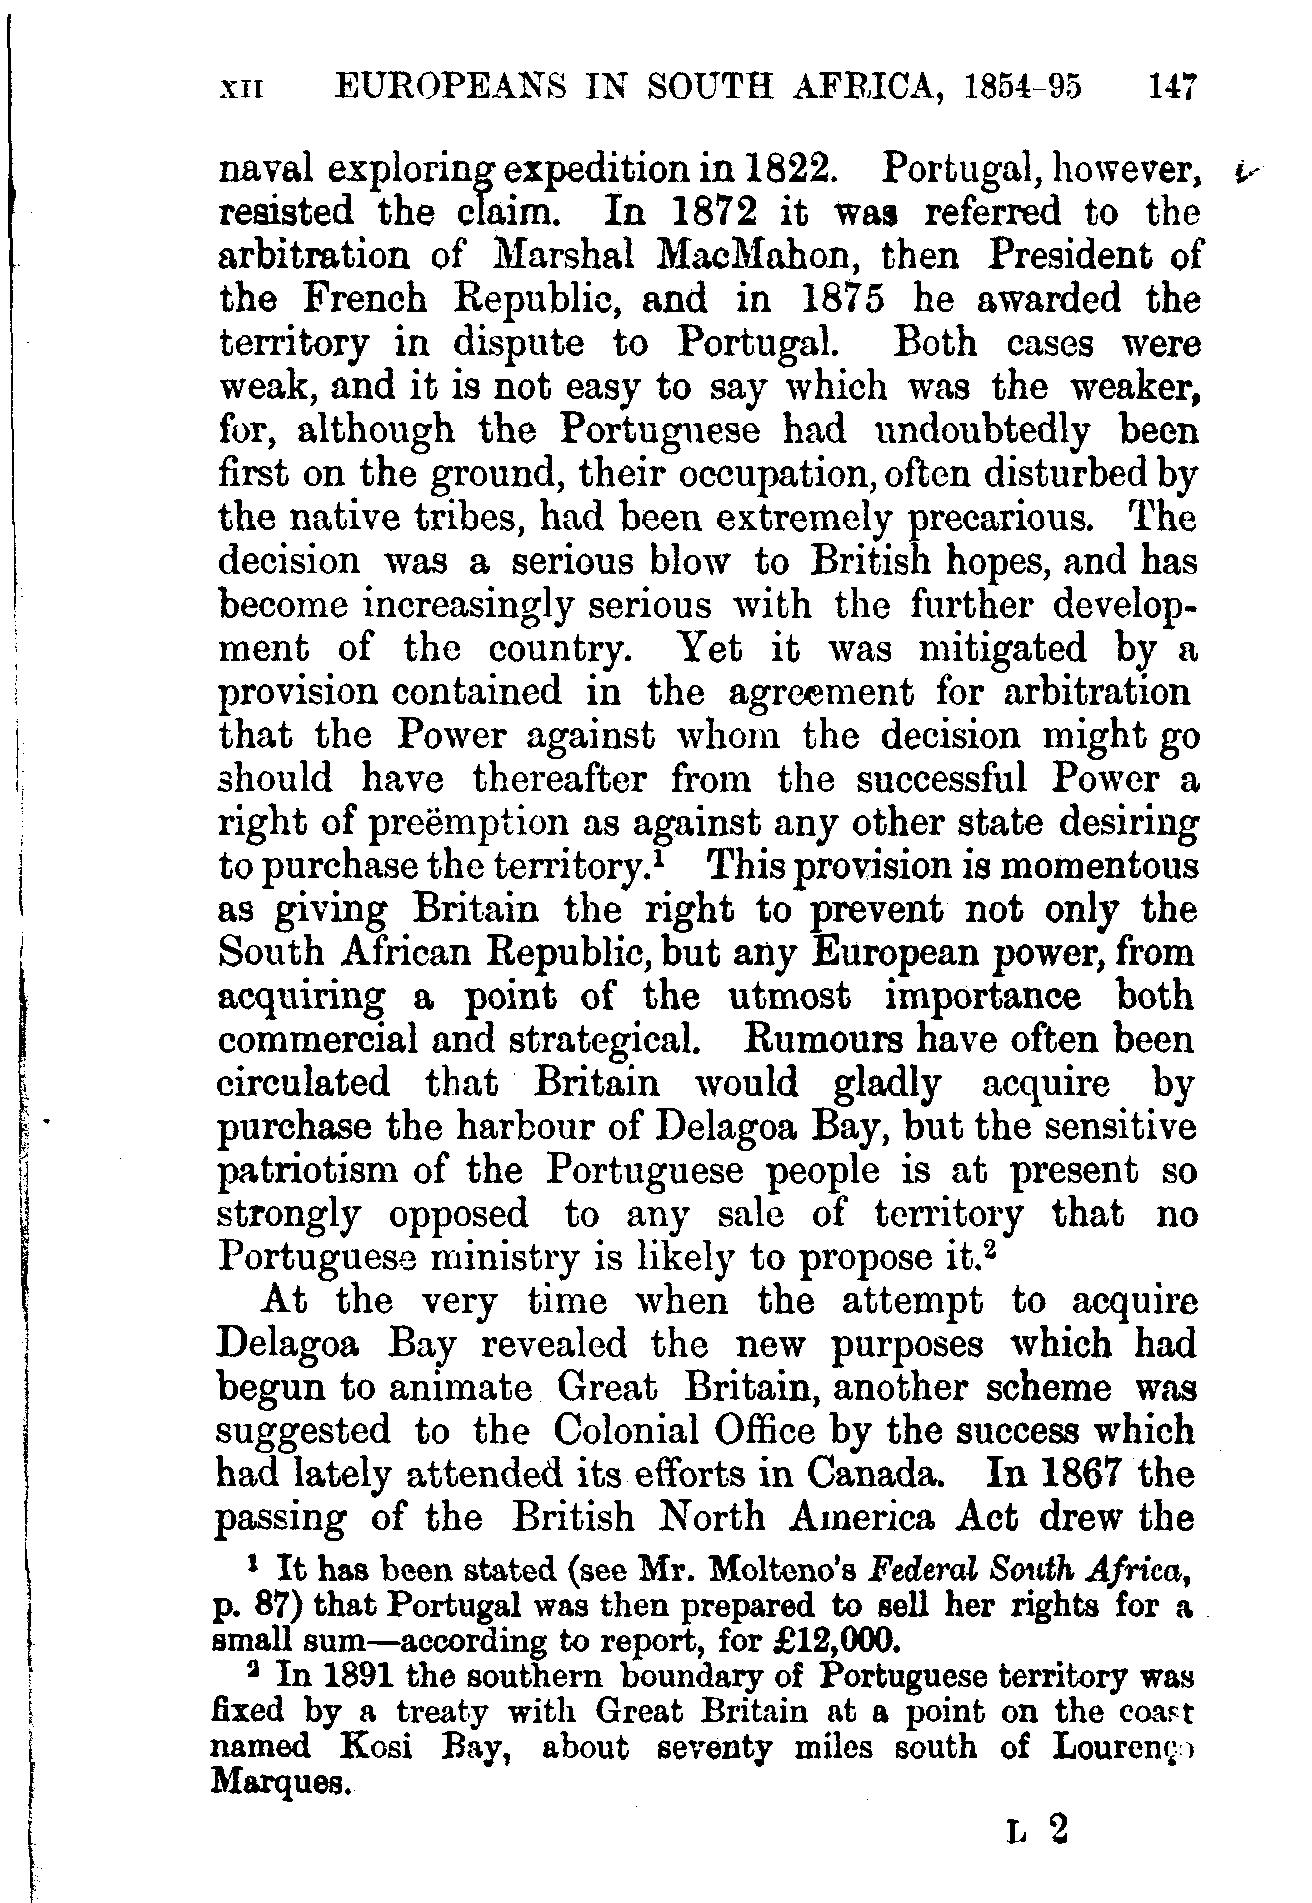 XII EUROPEANS IN SOUTH AFRICA, 1854-95 147
naval exploring expedition in 1822. Portugal, however,
resisted the claim. In 1872 it was referred to the
arbitration of Marshal MacMahon, then President of
the French Republic, and in 1875 he awarded the
territory in dispute to Portugal. Both cases were
weak, and it is not easy to say which was the weaker,
for, although the Portuguese had undoubtedly been
first on the ground, their occupation, often disturbed by
the native tribes, had been extremely precarious. The
decision was a serious blow to British hopes, and has
become increasingly serious with the further develop-
ment of the country. Yet it was mitigated by a
provision contained in the agreement for arbitration
that the Power against whom the decision might go
should have thereafter from the successful Power a
right of preëmption as against any other state desiring
to purchase the territory.¹ This provision is momentous
as giving Britain the right to prevent not only the
South African Republic, but any European power, from
acquiring a point of the utmost importance both
commercial and strategical. Rumours have often been
circulated that Britain would gladly acquire by
purchase the harbour of Delagoa Bay, but the sensitive
patriotism of the Portuguese people is at present so
strongly opposed to any sale of territory that no
Portuguese ministry is likely to propose it.²
At the very time when the attempt to acquire
Delagoa Bay revealed the new purposes which had
begun to animate Great Britain, another scheme was
suggested to the Colonial Office by the success which
had lately attended its efforts in Canada. In 1867 the
passing of the British North America Act drew the
¹ It has been stated (see Mr. Molteno's Federal South Africa,
p. 87) that Portugal was then prepared to sell her rights for a
small sum—according to report, for £12,000.
² In 1891 the southern boundary of Portuguese territory was
fixed by a treaty with Great Britain at a point on the coast
named Kosi Bay, about seventy miles south of Lourenço
Marques.
L 2